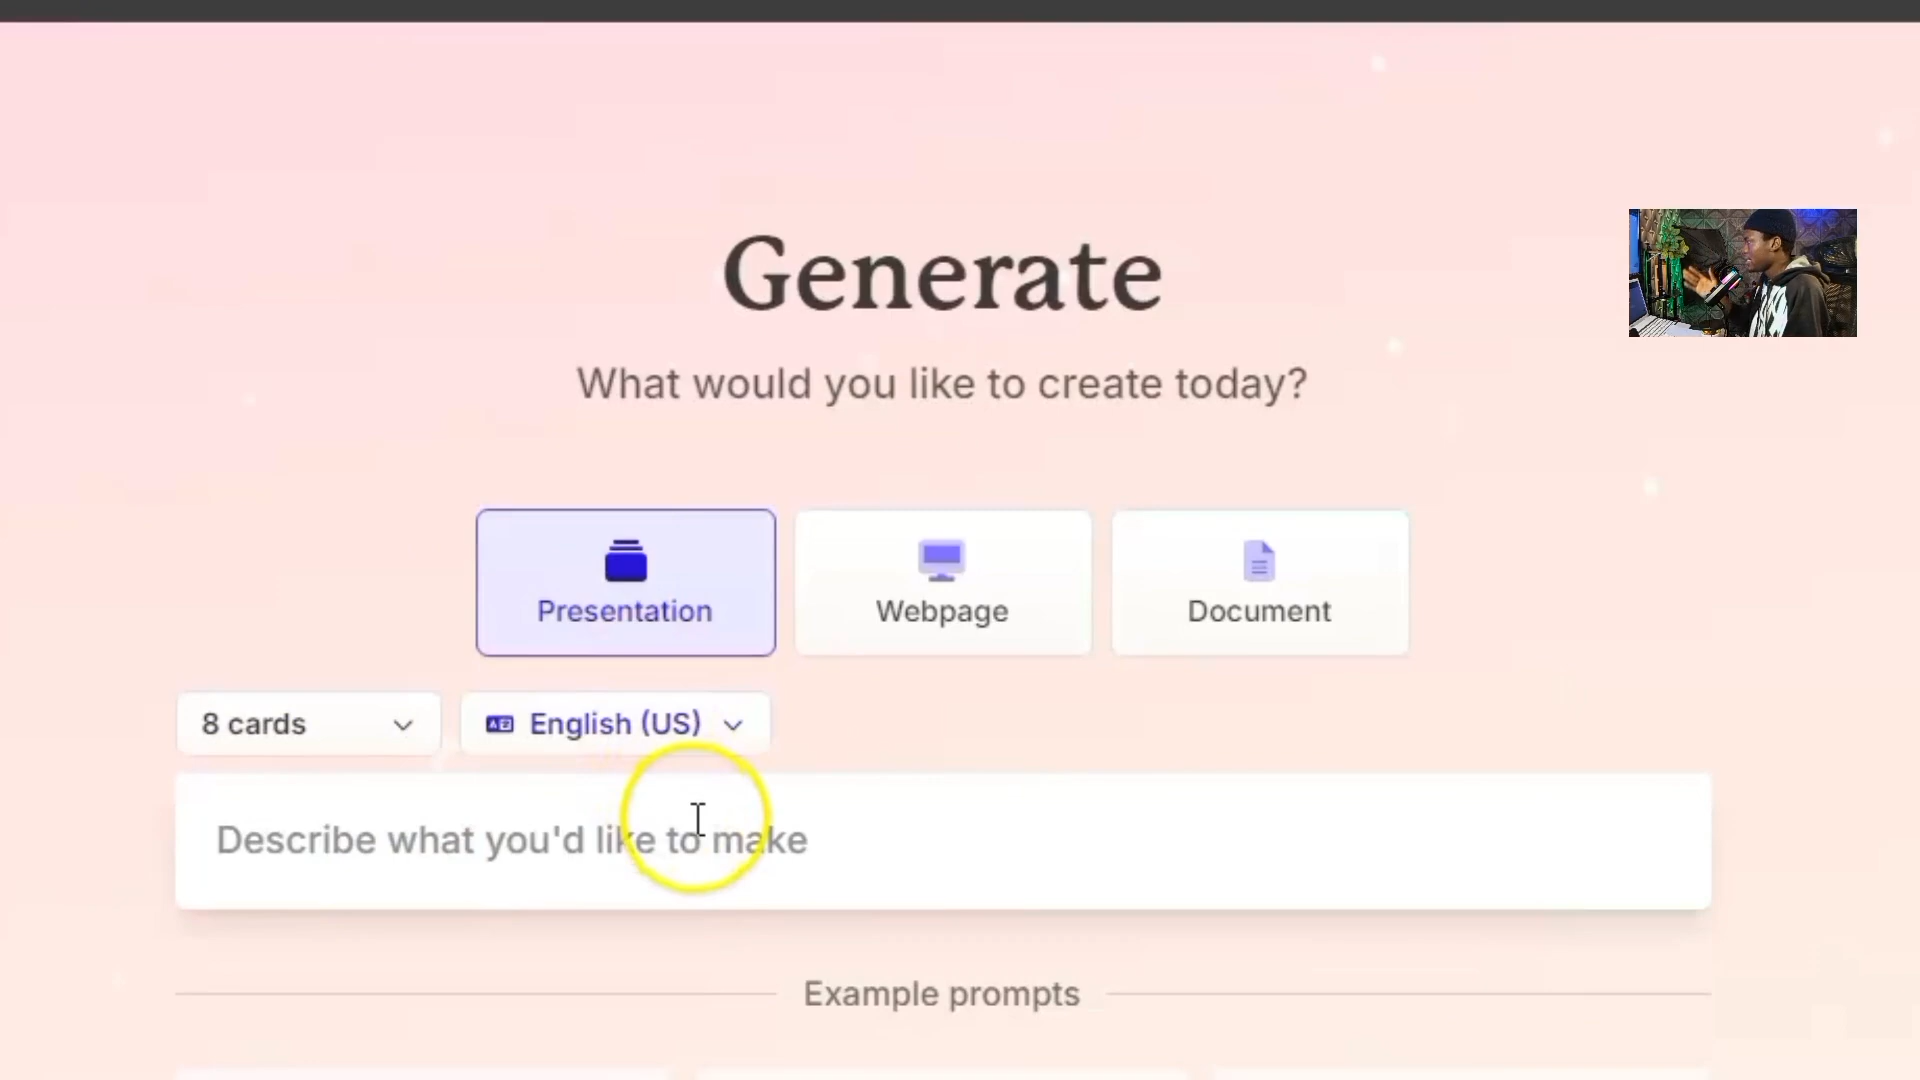 Generate
What would you like to create today?
Presentation
Webpage
Document
8 cards
English (US)
Describe what you'd like to make
Example prompts